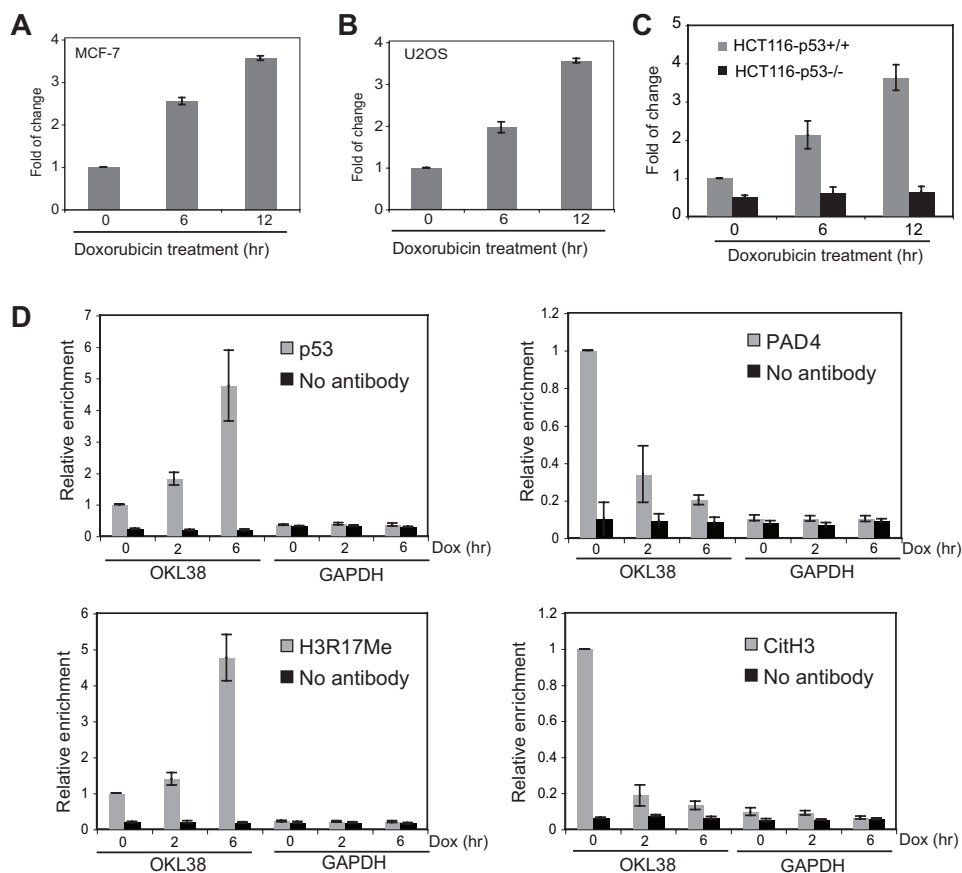 A
MCF-7
Fold of change
4
3
2
1
0
0 6 12
Doxorubicin treatment (hr)
B
U2OS
Fold of change
4
2
0
0 6 12
Doxorubicin treatment (hr)
C
HCT116-p53+/+
HCT116-p53-/-
Fold of change
5
4
3
2
1
0
0 6 12
Doxorubicin treatment (hr)
D
p53
No antibody
Relative enrichment
7
6
5
4
3
2
1
0
0 2 6 0 2 6 Dox (hr)
OKL38 GAPDH
PAD4
No antibody
Relative enrichment
1.2
1
0.8
0.6
0.4
0.2
0
0 2 6 0 2 6 Dox (hr)
OKL38 GAPDH
H3R17Me
No antibody
Relative enrichment
6
5
4
3
2
1
0
0 2 6 0 2 6 Dox (hr)
OKL38 GAPDH
CitH3
No antibody
Relative enrichment
1.2
1
0.8
0.6
0.4
0.2
0
0 2 6 0 2 6 Dox (hr)
OKL38 GAPDH